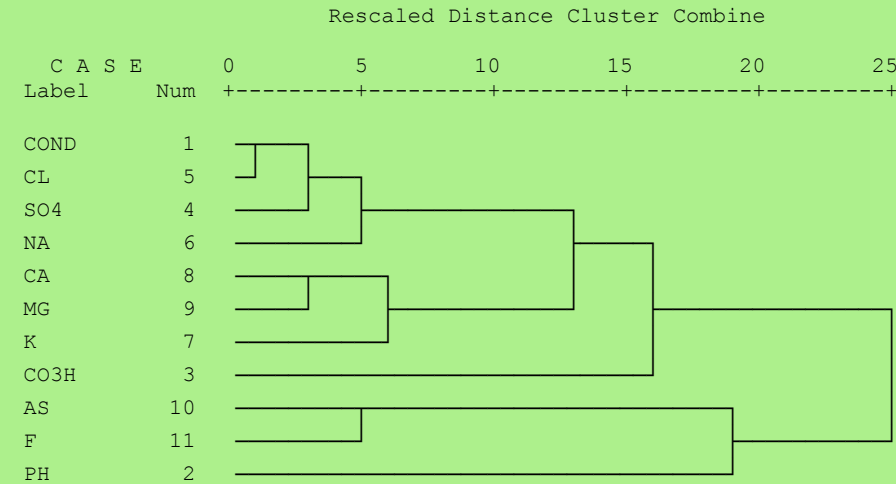 Rescaled Distance Cluster Combine
C A S E 0 5 10 15 20 25
Label Num +---------+---------+---------+---------+---------+
COND 1
CL 5
SO4 4
NA 6
CA 8
MG 9
K 7
CO3H 3
AS 10
F 11
PH 2